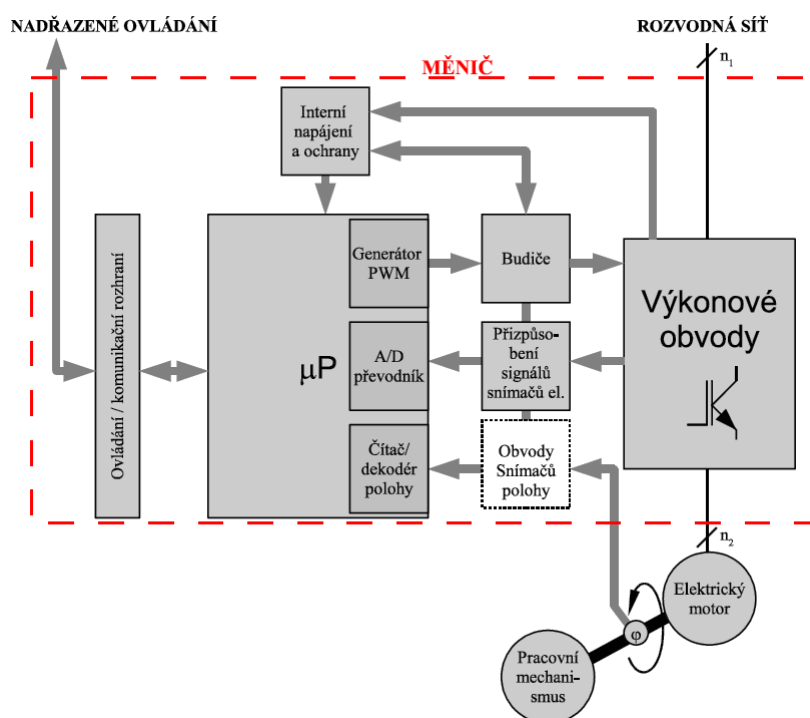 NADŘAZENÉ OVLÁDÁNÍ
ROZVODNÁ SÍŤ
n1
MĚNIČ
Interní
napájení
a ochrany
Ovládání / komunikační rozhraní
μP
Generátor
PWM
Budiče
Výkonové
obvody
A/D
převodník
Přizpůso-
bení
signálů
snímačů el.
Čítač/
dekodér
polohy
Obvody
Snímačů
polohy
n2
Elektrický
motor
φ
Pracovní
mechani-
smus